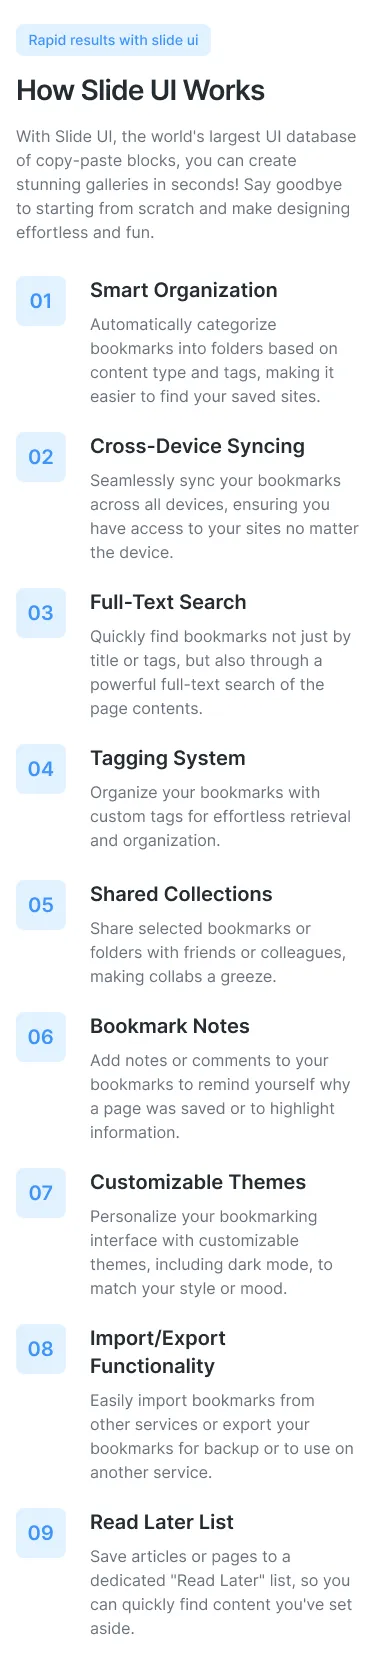 Rapid results with slide ui
How Slide UI Works
With Slide UI, the world's largest UI database
of copy-paste blocks, you can create
stunning galleries in seconds! Say goodbye
to starting from scratch and make designing
effortless and fun.
01
Smart Organization
Automatically categorize
bookmarks into folders based on
content type and tags, making it
easier to find your saved sites.
02
Cross-Device Syncing
Seamlessly sync your bookmarks
across all devices, ensuring you
have access to your sites no matter
the device.
03
Full-Text Search
Quickly find bookmarks not just by
title or tags, but also through a
powerful full-text search of the
page contents.
04
Tagging System
Organize your bookmarks with
custom tags for effortless retrieval
and organization.
05
Shared Collections
Share selected bookmarks or
folders with friends or colleagues,
making collabs a greeze.
06
Bookmark Notes
Add notes or comments to your
bookmarks to remind yourself why
a page was saved or to highlight
information.
07
Customizable Themes
Personalize your bookmarking
interface with customizable
themes, including dark mode, to
match your style or mood.
08
Import/Export
Functionality
Easily import bookmarks from
other services or export your
bookmarks for backup or to use on
another service.
09
Read Later List
Save articles or pages to a
dedicated "Read Later" list, so you
can quickly find content you've set
aside.